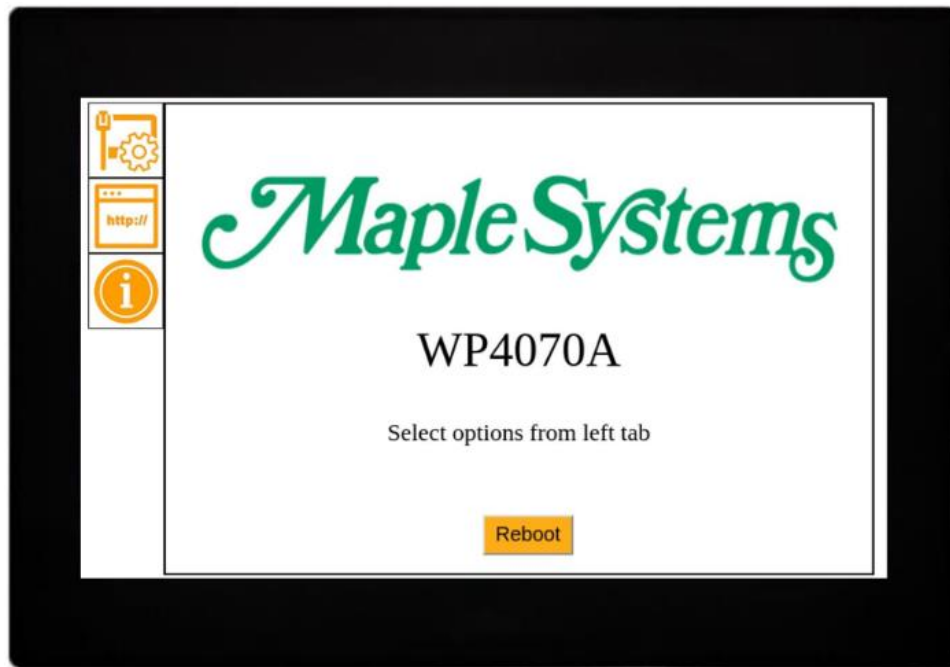 http://
i
Maple Systems
WP4070A
Select options from left tab
Reboot